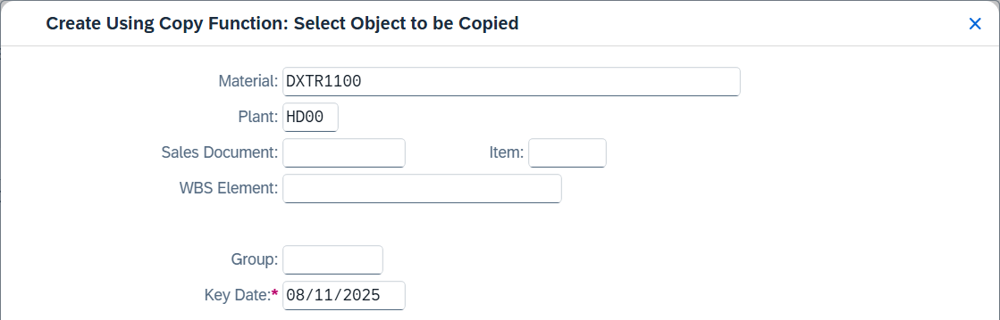 Create Using Copy Function: Select Object to be Copied
Material: DXTR1100
Plant: HD00
Sales Document: Item:
WBS Element:
Group:
Key Date:* 08/11/2025